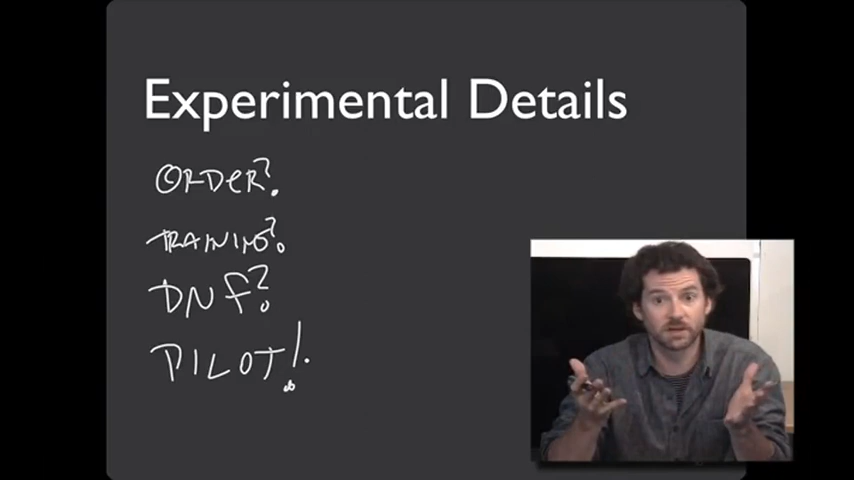 Experimental Details
ORDER?
TRAINING?
DNF?
PILOT!